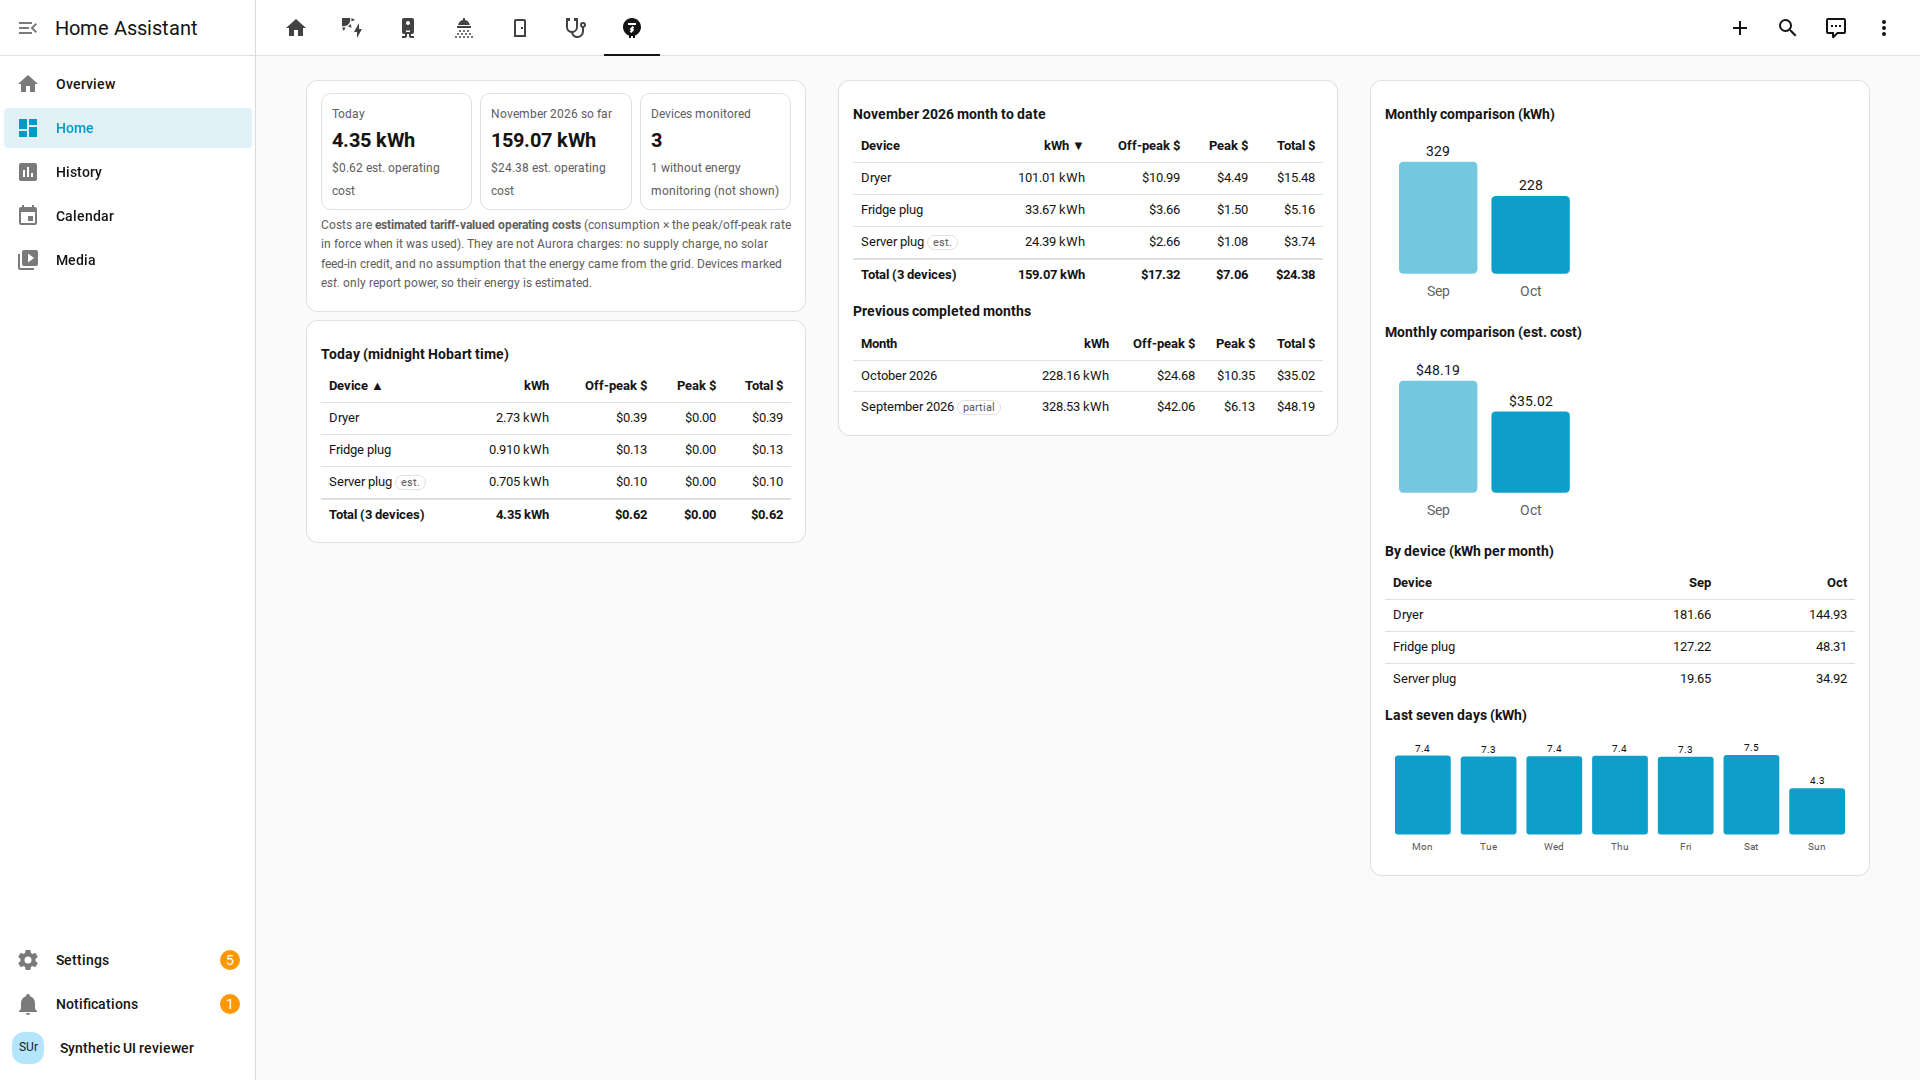 Home Assistant
Overview
Home
History
Calendar
Media
Settings 5
Notifications 1
SUr Synthetic UI reviewer
Today
4.35 kWh
$0.62 est. operating
cost
November 2026 so far
159.07 kWh
$24.38 est. operating
cost
Devices monitored
3
1 without energy
monitoring (not shown)
Costs are estimated tariff-valued operating costs (consumption × the peak/off-peak rate
in force when it was used). They are not Aurora charges: no supply charge, no solar
feed-in credit, and no assumption that the energy came from the grid. Devices marked
est. only report power, so their energy is estimated.
Today (midnight Hobart time)
Device ▲ kWh Off-peak $ Peak $ Total $
Dryer 2.73 kWh $0.39 $0.00 $0.39
Fridge plug 0.910 kWh $0.13 $0.00 $0.13
Server plug est. 0.705 kWh $0.10 $0.00 $0.10
Total (3 devices) 4.35 kWh $0.62 $0.00 $0.62
November 2026 month to date
Device kWh ▼ Off-peak $ Peak $ Total $
Dryer 101.01 kWh $10.99 $4.49 $15.48
Fridge plug 33.67 kWh $3.66 $1.50 $5.16
Server plug est. 24.39 kWh $2.66 $1.08 $3.74
Total (3 devices) 159.07 kWh $17.32 $7.06 $24.38
Previous completed months
Month kWh Off-peak $ Peak $ Total $
October 2026 228.16 kWh $24.68 $10.35 $35.02
September 2026 partial 328.53 kWh $42.06 $6.13 $48.19
Monthly comparison (kWh)
329 228
Sep Oct
Monthly comparison (est. cost)
$48.19 $35.02
Sep Oct
By device (kWh per month)
Device Sep Oct
Dryer 181.66 144.93
Fridge plug 127.22 48.31
Server plug 19.65 34.92
Last seven days (kWh)
7.4 7.3 7.4 7.4 7.3 7.5 4.3
Mon Tue Wed Thu Fri Sat Sun